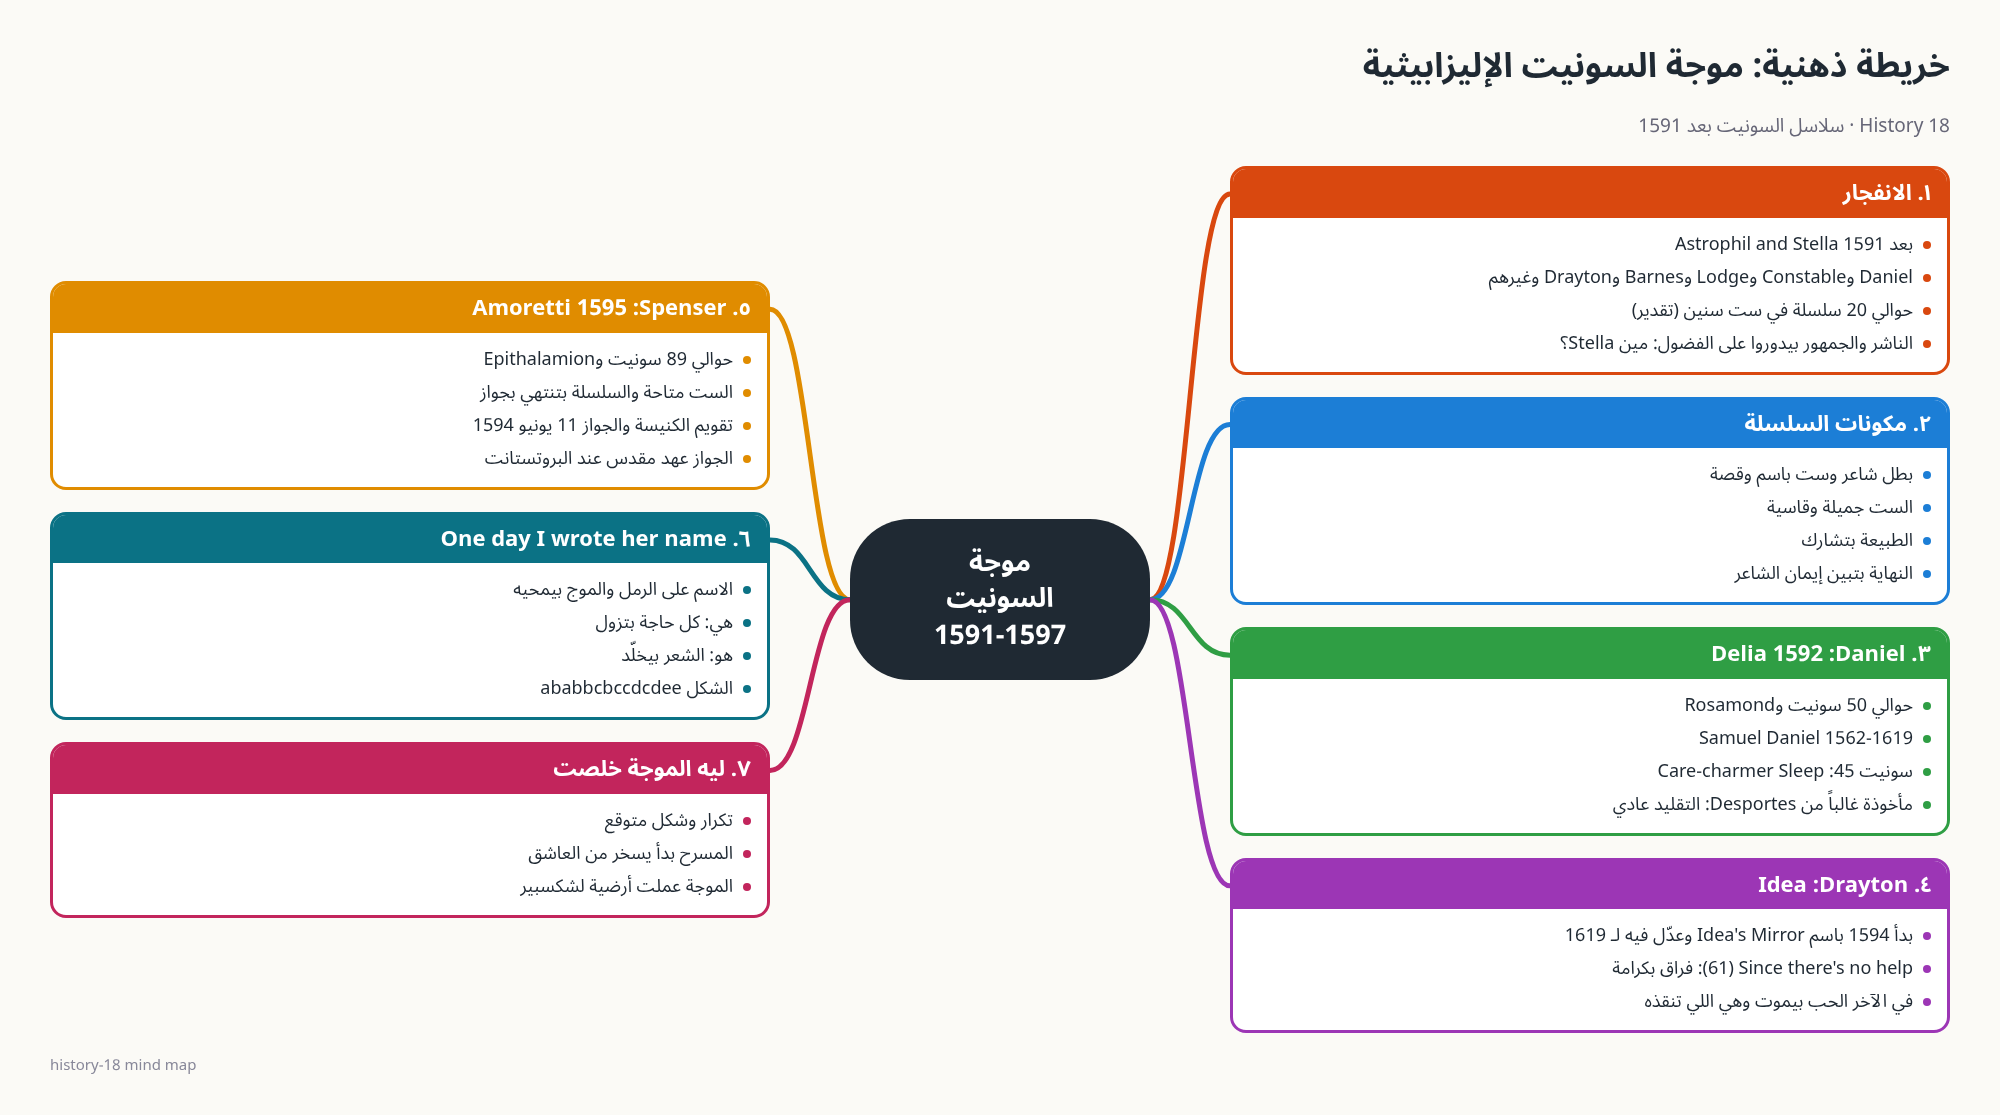 خريطة ذهنية: موجة السونيت الإليزابيثية
History 18 · سلاسل السونيت بعد 1591
١. الانفجار
بعد Astrophil and Stella 1591
Daniel وConstable وLodge وBarnes وDrayton وغيرهم
حوالي 20 سلسلة في ست سنين (تقدير)
الناشر والجمهور بيدوروا على الفضول: مين Stella؟
٢. مكونات السلسلة
بطل شاعر وست باسم وقصة
الست جميلة وقاسية
الطبيعة بتشارك
النهاية بتبين إيمان الشاعر
٣. Daniel: Delia 1592
حوالي 50 سونيت وRosamond
Samuel Daniel 1562-1619
سونيت 45: Care-charmer Sleep
مأخوذة غالباً من Desportes: التقليد عادي
٤. Drayton: Idea
بدأ 1594 باسم Idea's Mirror وعدّل فيه لـ 1619
Since there's no help (61): فراق بكرامة
في الآخر الحب بيموت وهي اللي تنقذه
موجة
السونيت
1591-1597
٥. Spenser: Amoretti 1595
حوالي 89 سونيت وEpithalamion
الست متاحة والسلسلة بتنتهي بجواز
تقويم الكنيسة والجواز 11 يونيو 1594
الجواز عهد مقدس عند البروتستانت
٦. One day I wrote her name
الاسم على الرمل والموج بيمحيه
هي: كل حاجة بتزول
هو: الشعر بيخلّد
الشكل ababbcbccdcdee
٧. ليه الموجة خلصت
تكرار وشكل متوقع
المسرح بدأ يسخر من العاشق
الموجة عملت أرضية لشكسبير
history-18 mind map